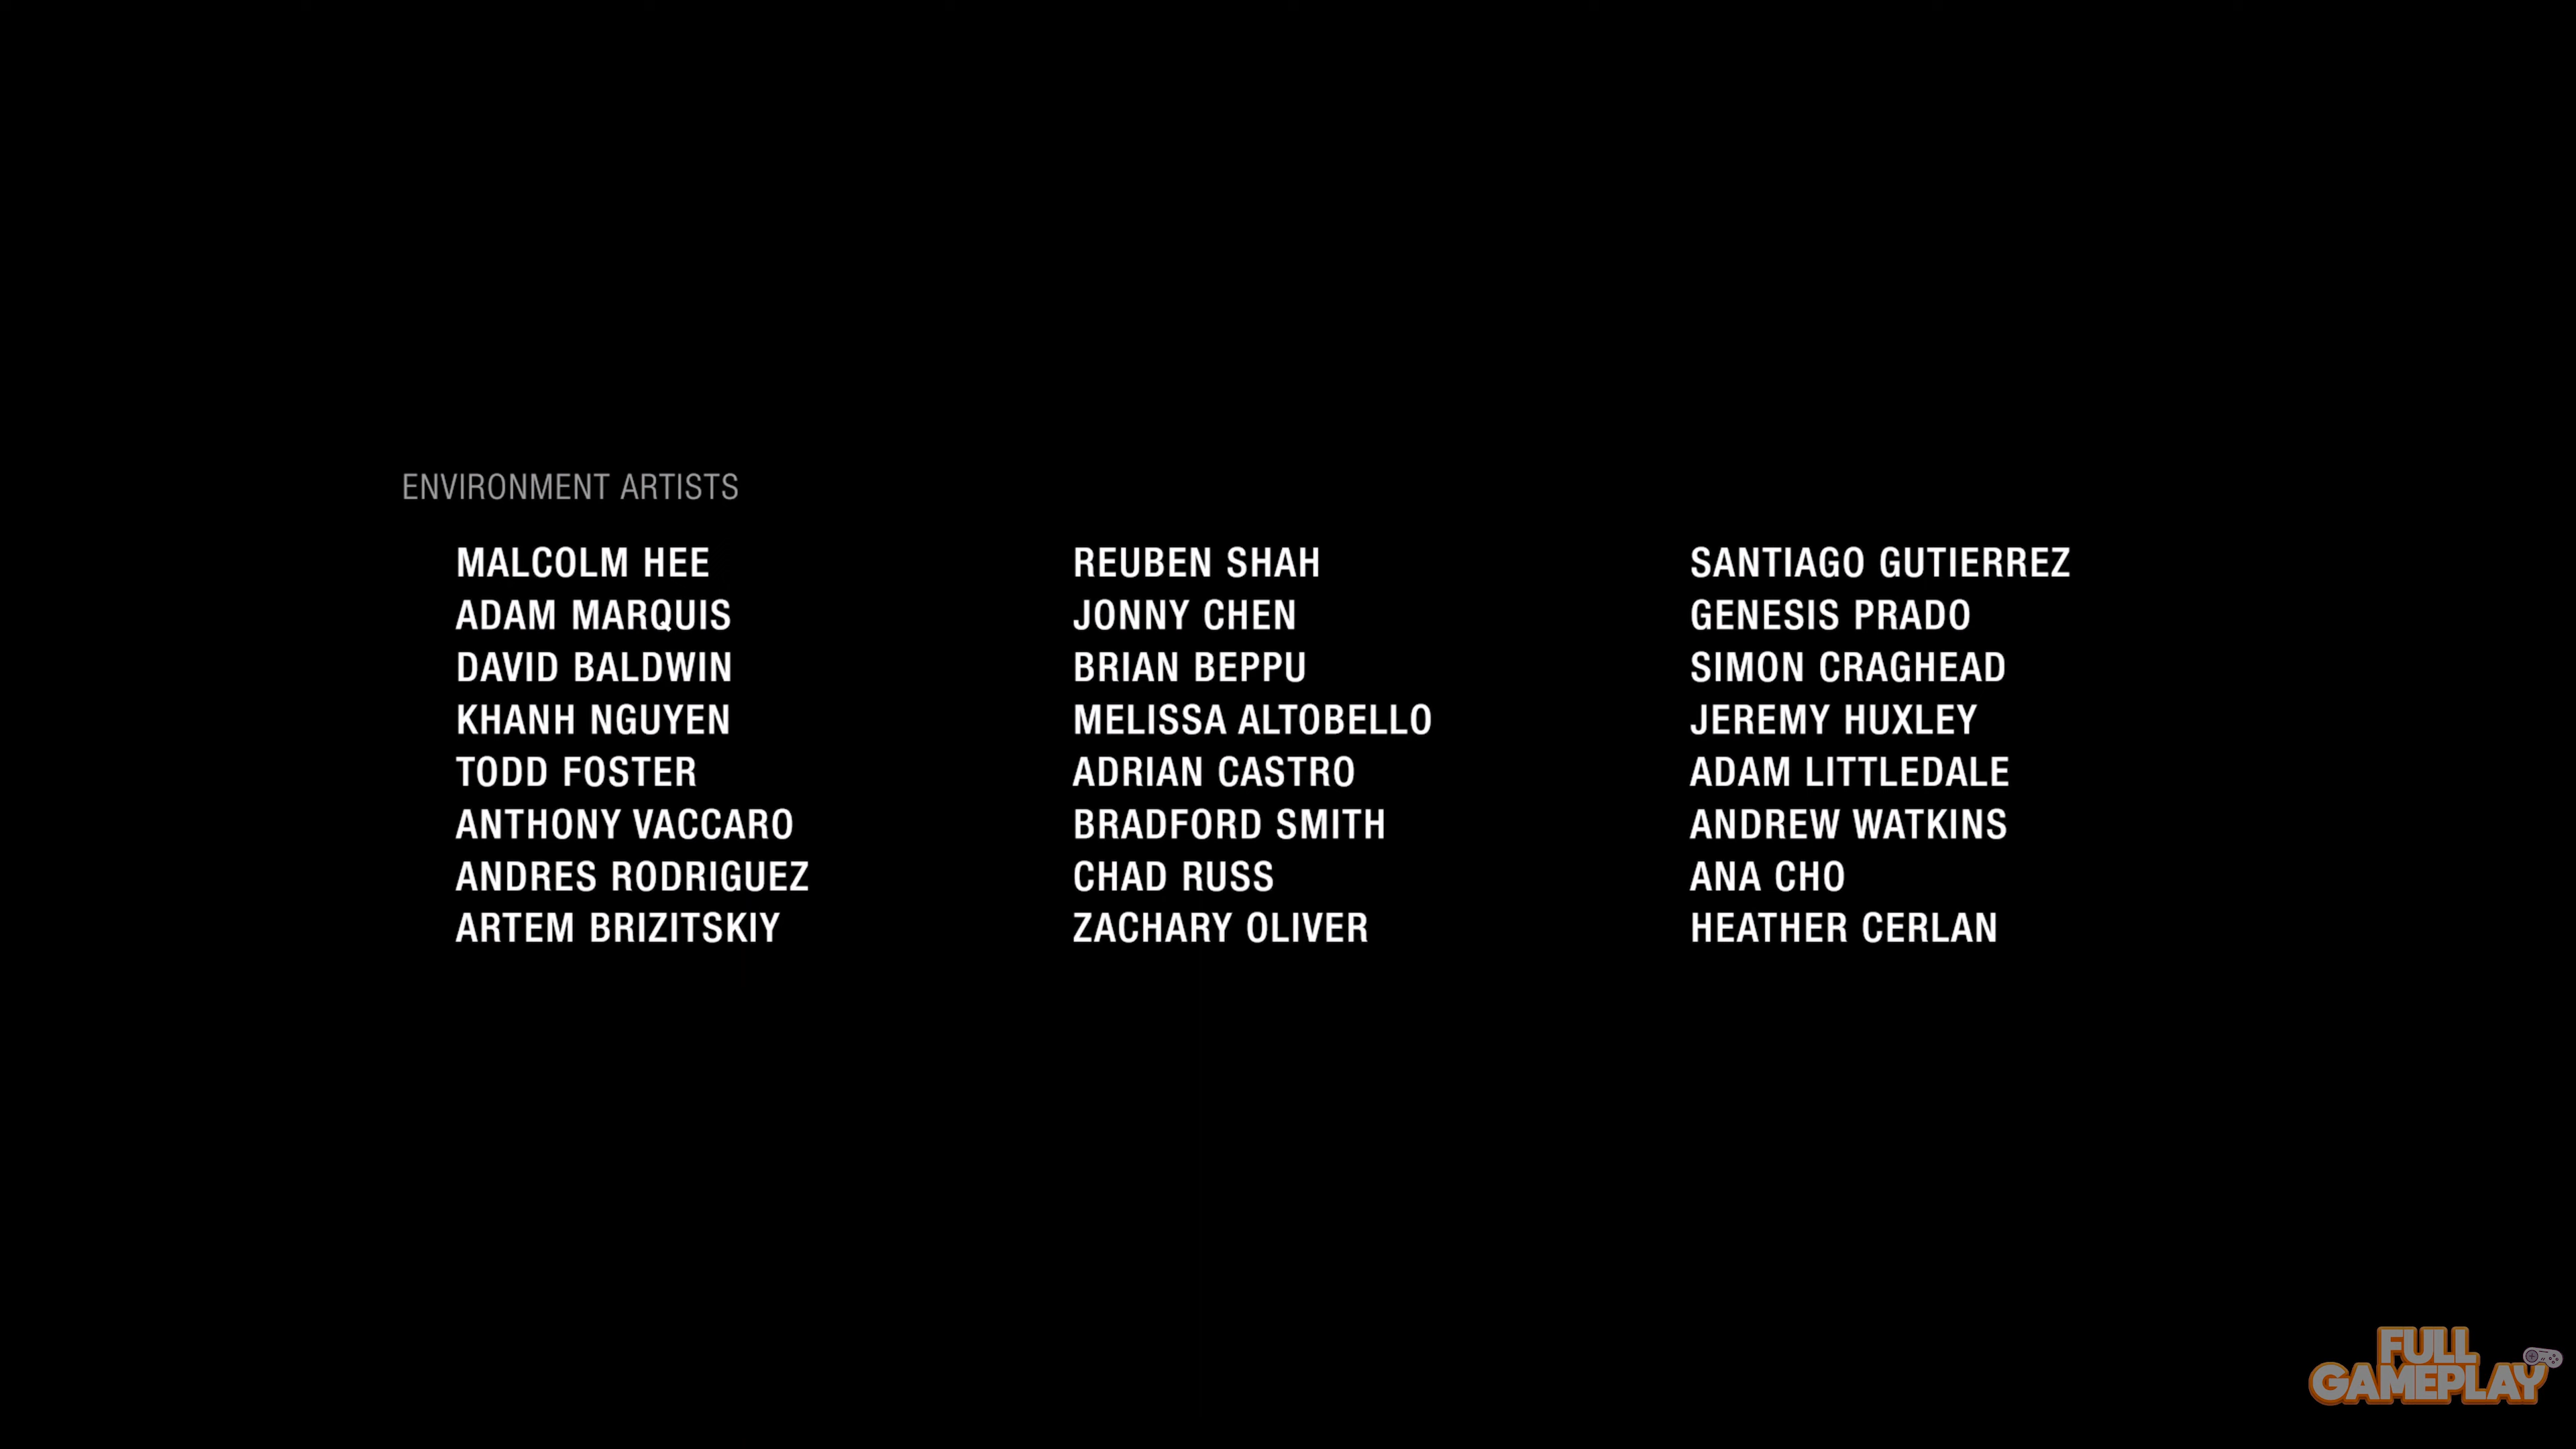 ENVIRONMENT ARTISTS
MALCOLM HEE
ADAM MARQUIS
DAVID BALDWIN
KHANH NGUYEN
TODD FOSTER
ANTHONY VACCARO
ANDRES RODRIGUEZ
ARTEM BRIZITSKIY
REUBEN SHAH
JONNY CHEN
BRIAN BEPPU
MELISSA ALTOBELLO
ADRIAN CASTRO
BRADFORD SMITH
CHAD RUSS
ZACHARY OLIVER
SANTIAGO GUTIERREZ
GENESIS PRADO
SIMON CRAGHEAD
JEREMY HUXLEY
ADAM LITTLEDALE
ANDREW WATKINS
ANA CHO
HEATHER CERLAN
FULL
GAMEPLAY